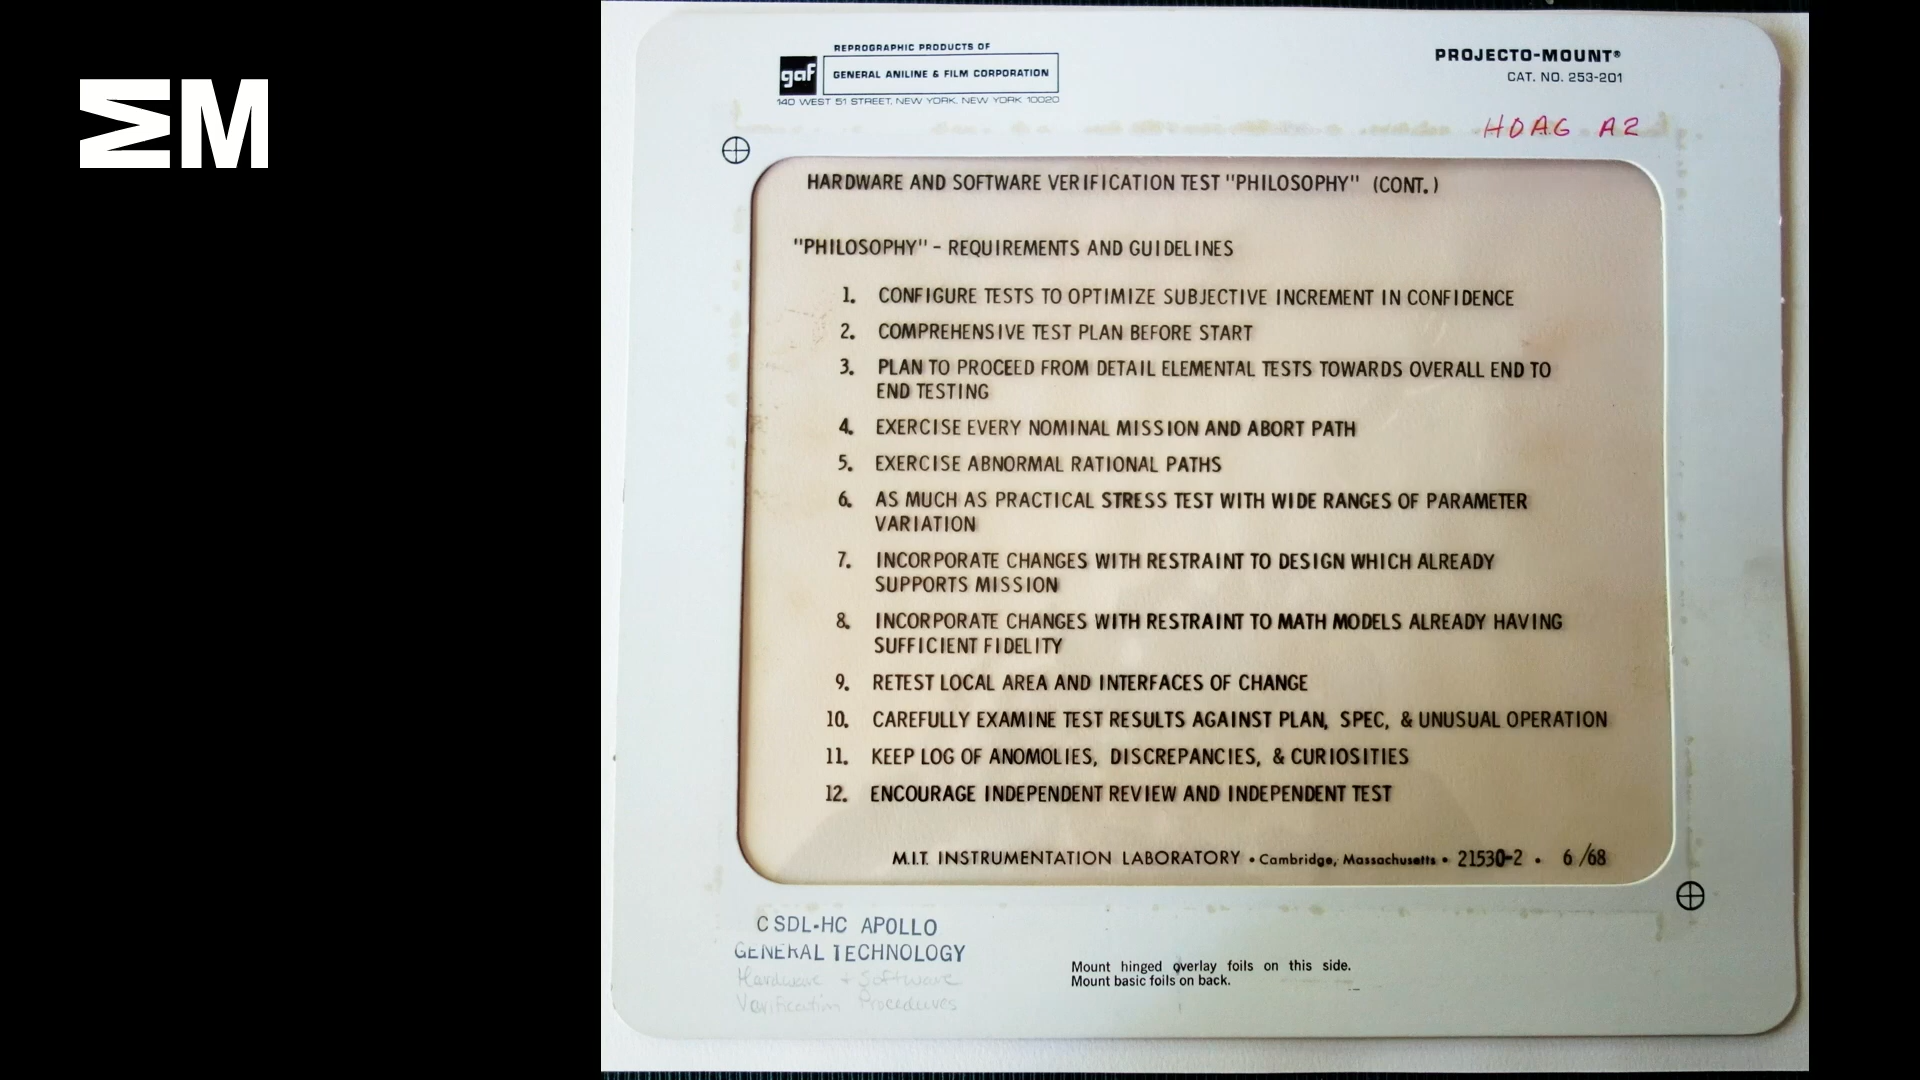 REPROGRAPHIC PRODUCTS OF
gaf GENERAL ANILINE & FILM CORPORATION
140 WEST 51 STREET, NEW YORK, NEW YORK 10020
PROJECTO-MOUNT®
CAT. NO. 253-201
HOAG A2
M
HARDWARE AND SOFTWARE VERIFICATION TEST "PHILOSOPHY" (CONT.)
"PHILOSOPHY" - REQUIREMENTS AND GUIDELINES
1. CONFIGURE TESTS TO OPTIMIZE SUBJECTIVE INCREMENT IN CONFIDENCE
2. COMPREHENSIVE TEST PLAN BEFORE START
3. PLAN TO PROCEED FROM DETAIL ELEMENTAL TESTS TOWARDS OVERALL END TO
END TESTING
4. EXERCISE EVERY NOMINAL MISSION AND ABORT PATH
5. EXERCISE ABNORMAL RATIONAL PATHS
6. AS MUCH AS PRACTICAL STRESS TEST WITH WIDE RANGES OF PARAMETER
VARIATION
7. INCORPORATE CHANGES WITH RESTRAINT TO DESIGN WHICH ALREADY
SUPPORTS MISSION
8. INCORPORATE CHANGES WITH RESTRAINT TO MATH MODELS ALREADY HAVING
SUFFICIENT FIDELITY
9. RETEST LOCAL AREA AND INTERFACES OF CHANGE
10. CAREFULLY EXAMINE TEST RESULTS AGAINST PLAN, SPEC, & UNUSUAL OPERATION
11. KEEP LOG OF ANOMOLIES, DISCREPANCIES, & CURIOSITIES
12. ENCOURAGE INDEPENDENT REVIEW AND INDEPENDENT TEST
M.I.T. INSTRUMENTATION LABORATORY • Cambridge, Massachusetts • 21530-2 • 6/68
CSDL-HC APOLLO
GENERAL TECHNOLOGY
Hardware + Software
Verification Procedures
Mount hinged overlay foils on this side.
Mount basic foils on back.